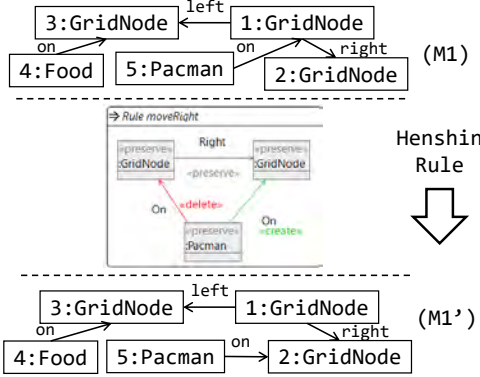 left
3:GridNode 1:GridNode
on on right
4:Food 5:Pacman 2:GridNode (M1)
⇒ Rule moveRight
Right
«preserve» «preserve»
:GridNode :GridNode
«preserve»
Henshin
Rule
«delete»
On On
«create»
«preserve»
:Pacman
left
3:GridNode 1:GridNode (M1’)
on on right
4:Food 5:Pacman 2:GridNode